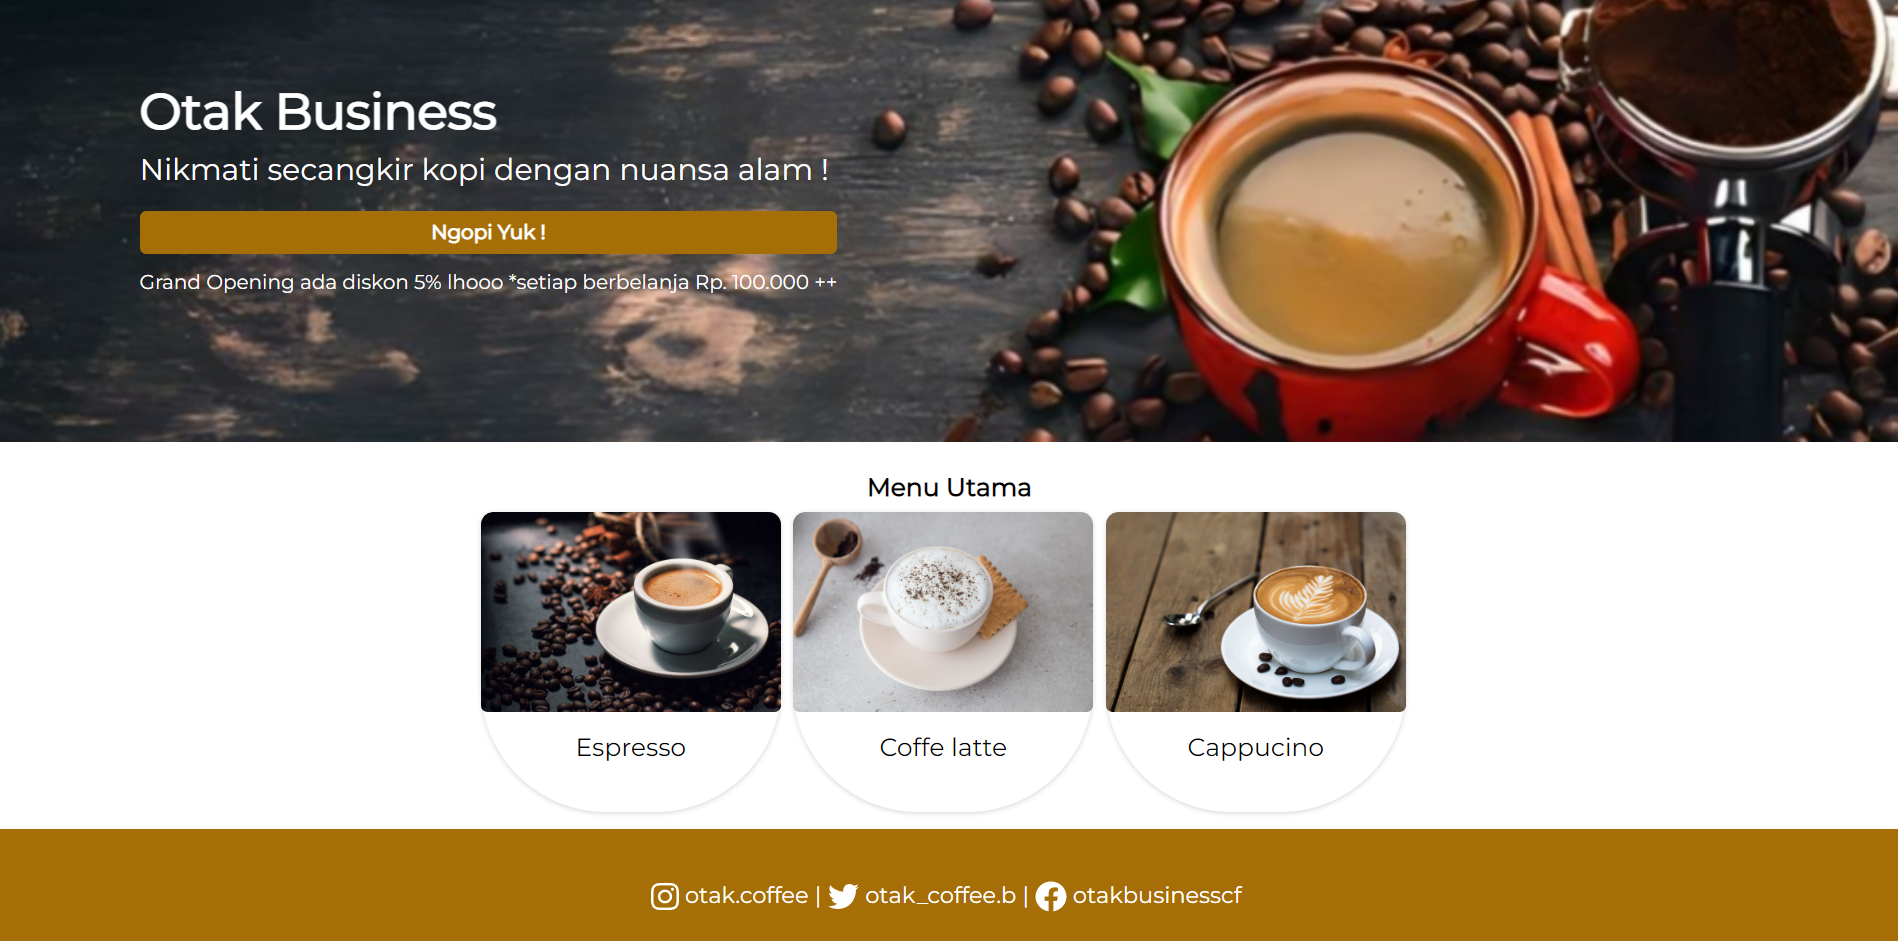 Otak Business
Nikmati secangkir kopi dengan nuansa alam !
Ngopi Yuk !
Grand Opening ada diskon 5% lhooo *setiap berbelanja Rp. 100.000 ++
Menu Utama
Espresso
Coffe latte
Cappucino
otak.coffee | otak_coffee.b | otakbusinesscf